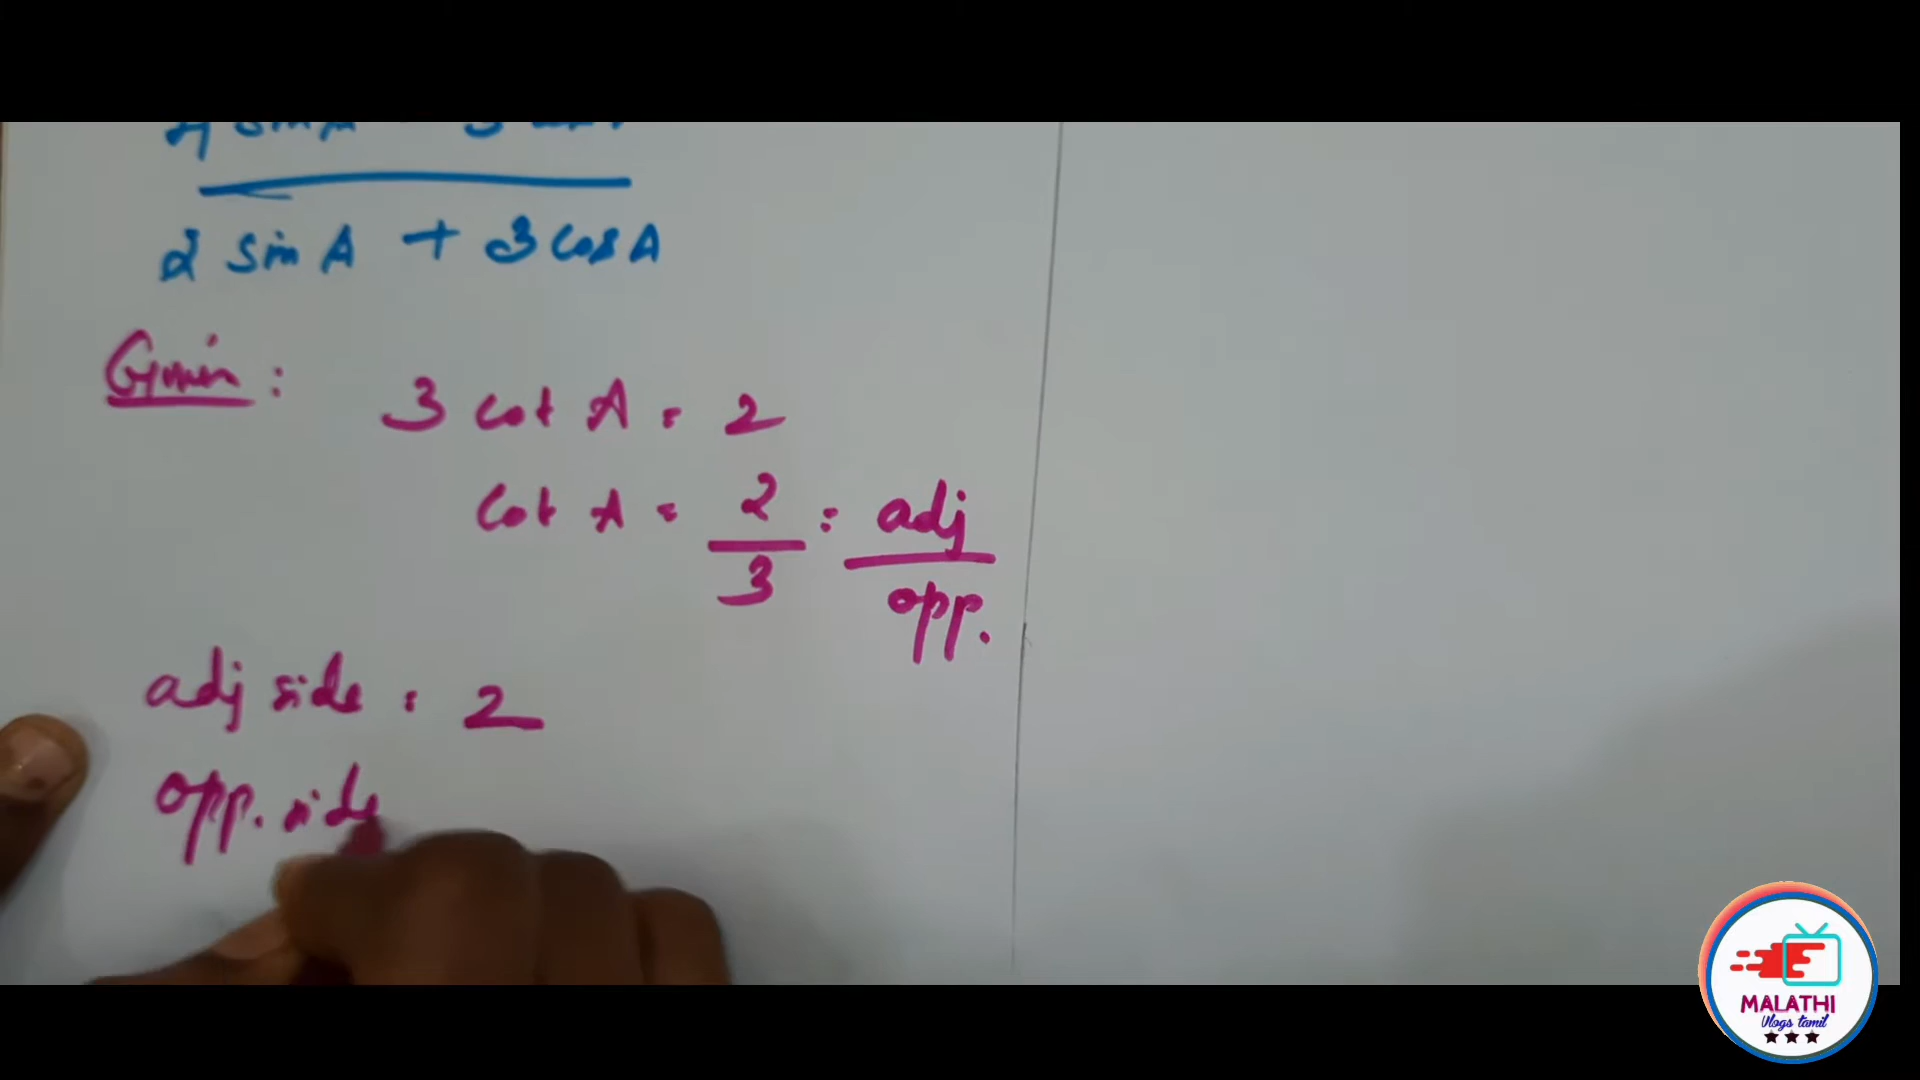 2 sin A + 3 cos A
Given : 3 cot A = 2
cot A = 2/3 = adj/opp.
adj side = 2
opp. side
MALATHI
Vlogs tamil